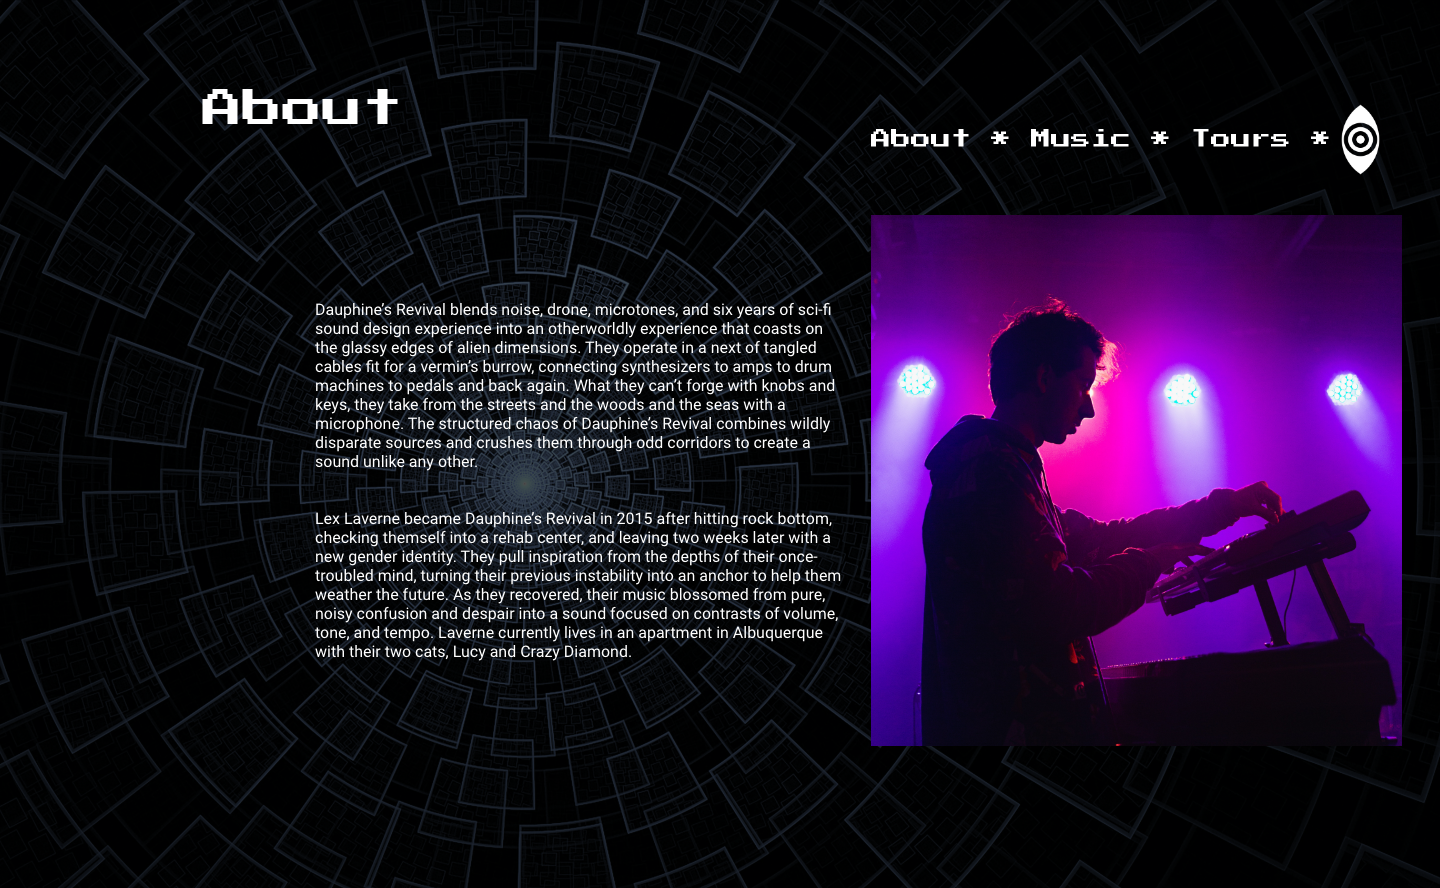 About
About * Music * Tours *
Dauphine’s Revival blends noise, drone, microtones, and six years of sci-fi
sound design experience into an otherworldly experience that coasts on
the glassy edges of alien dimensions. They operate in a next of tangled
cables fit for a vermin’s burrow, connecting synthesizers to amps to drum
machines to pedals and back again. What they can’t forge with knobs and
keys, they take from the streets and the woods and the seas with a
microphone. The structured chaos of Dauphine’s Revival combines wildly
disparate sources and crushes them through odd corridors to create a
sound unlike any other.
Lex Laverne became Dauphine’s Revival in 2015 after hitting rock bottom,
checking themself into a rehab center, and leaving two weeks later with a
new gender identity. They pull inspiration from the depths of their once-
troubled mind, turning their previous instability into an anchor to help them
weather the future. As they recovered, their music blossomed from pure,
noisy confusion and despair into a sound focused on contrasts of volume,
tone, and tempo. Laverne currently lives in an apartment in Albuquerque
with their two cats, Lucy and Crazy Diamond.